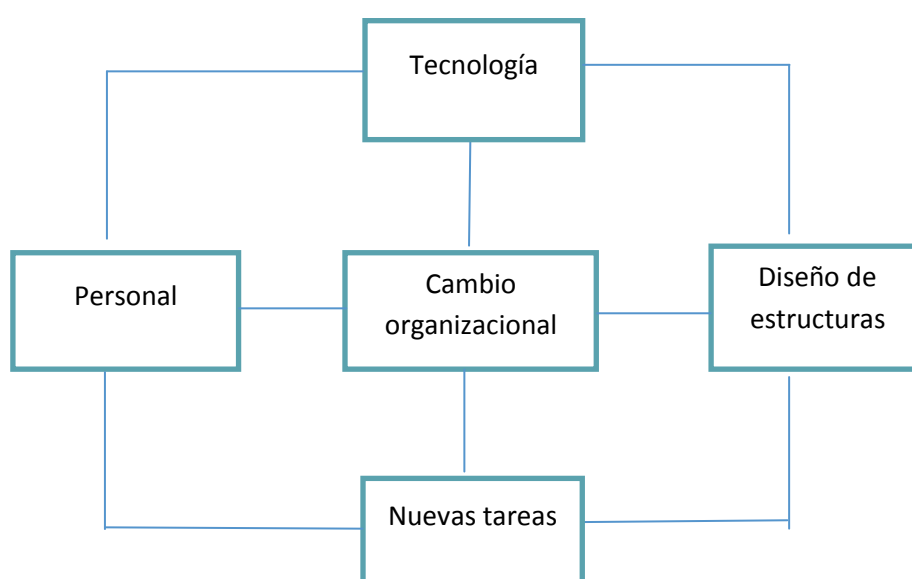 Tecnología
Personal
Cambio
organizacional
Diseño de
estructuras
Nuevas tareas